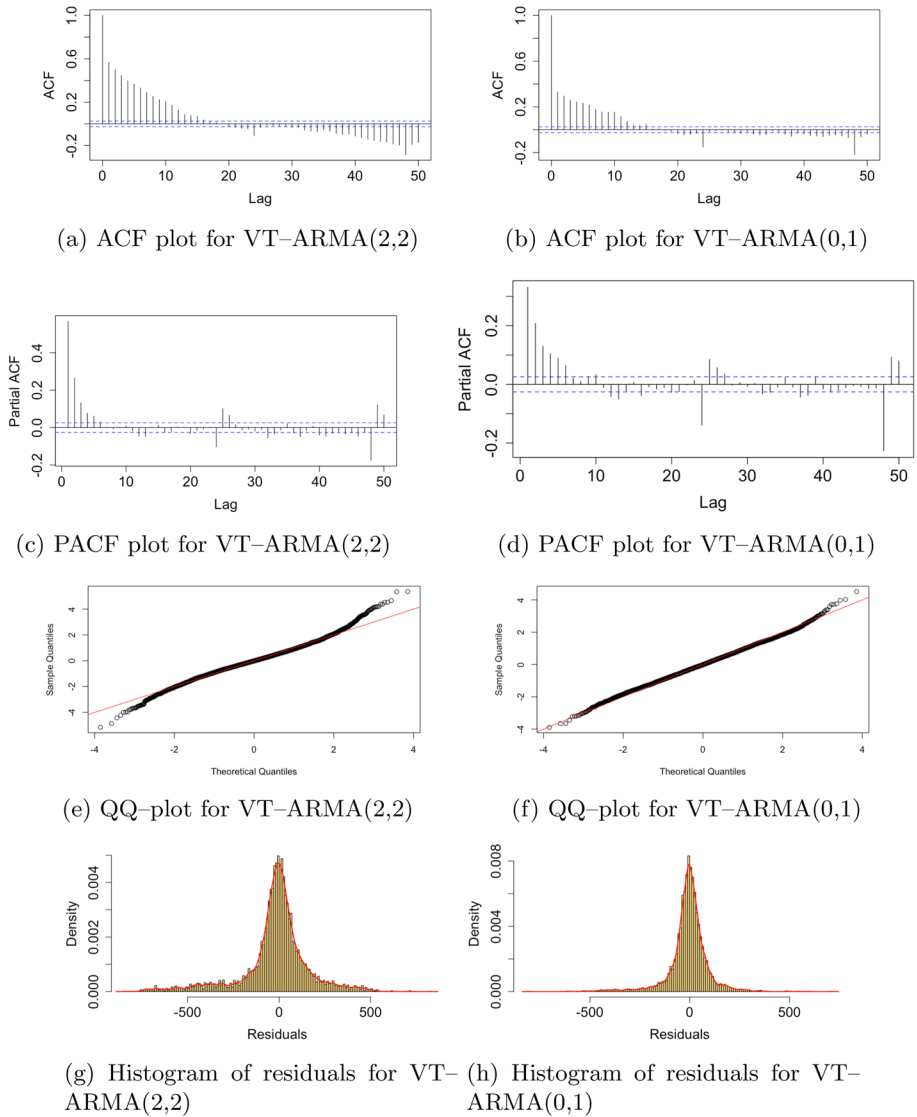 1.0
0.6
0.2
-0.2
ACF
0 10 20 30 40 50
Lag
(a) ACF plot for VT–ARMA(2,2)
1.0
0.6
0.2
-0.2
ACF
0 10 20 30 40 50
Lag
(b) ACF plot for VT–ARMA(0,1)
0.4
0.2
0.0
-0.2
Partial ACF
0 10 20 30 40 50
Lag
(c) PACF plot for VT–ARMA(2,2)
0.2
0.0
-0.2
Partial ACF
0 10 20 30 40 50
Lag
(d) PACF plot for VT–ARMA(0,1)
4
2
0
-2
-4
Sample Quantiles
-4 -2 0 2 4
Theoretical Quantiles
(e) QQ–plot for VT–ARMA(2,2)
4
2
0
-2
-4
Sample Quantiles
-4 -2 0 2 4
Theoretical Quantiles
(f) QQ–plot for VT–ARMA(0,1)
0.004
0.002
0.000
Density
-500 0 500
Residuals
(g) Histogram of residuals for VT–
ARMA(2,2)
0.008
0.004
0.000
Density
-500 0 500
Residuals
(h) Histogram of residuals for VT–
ARMA(0,1)